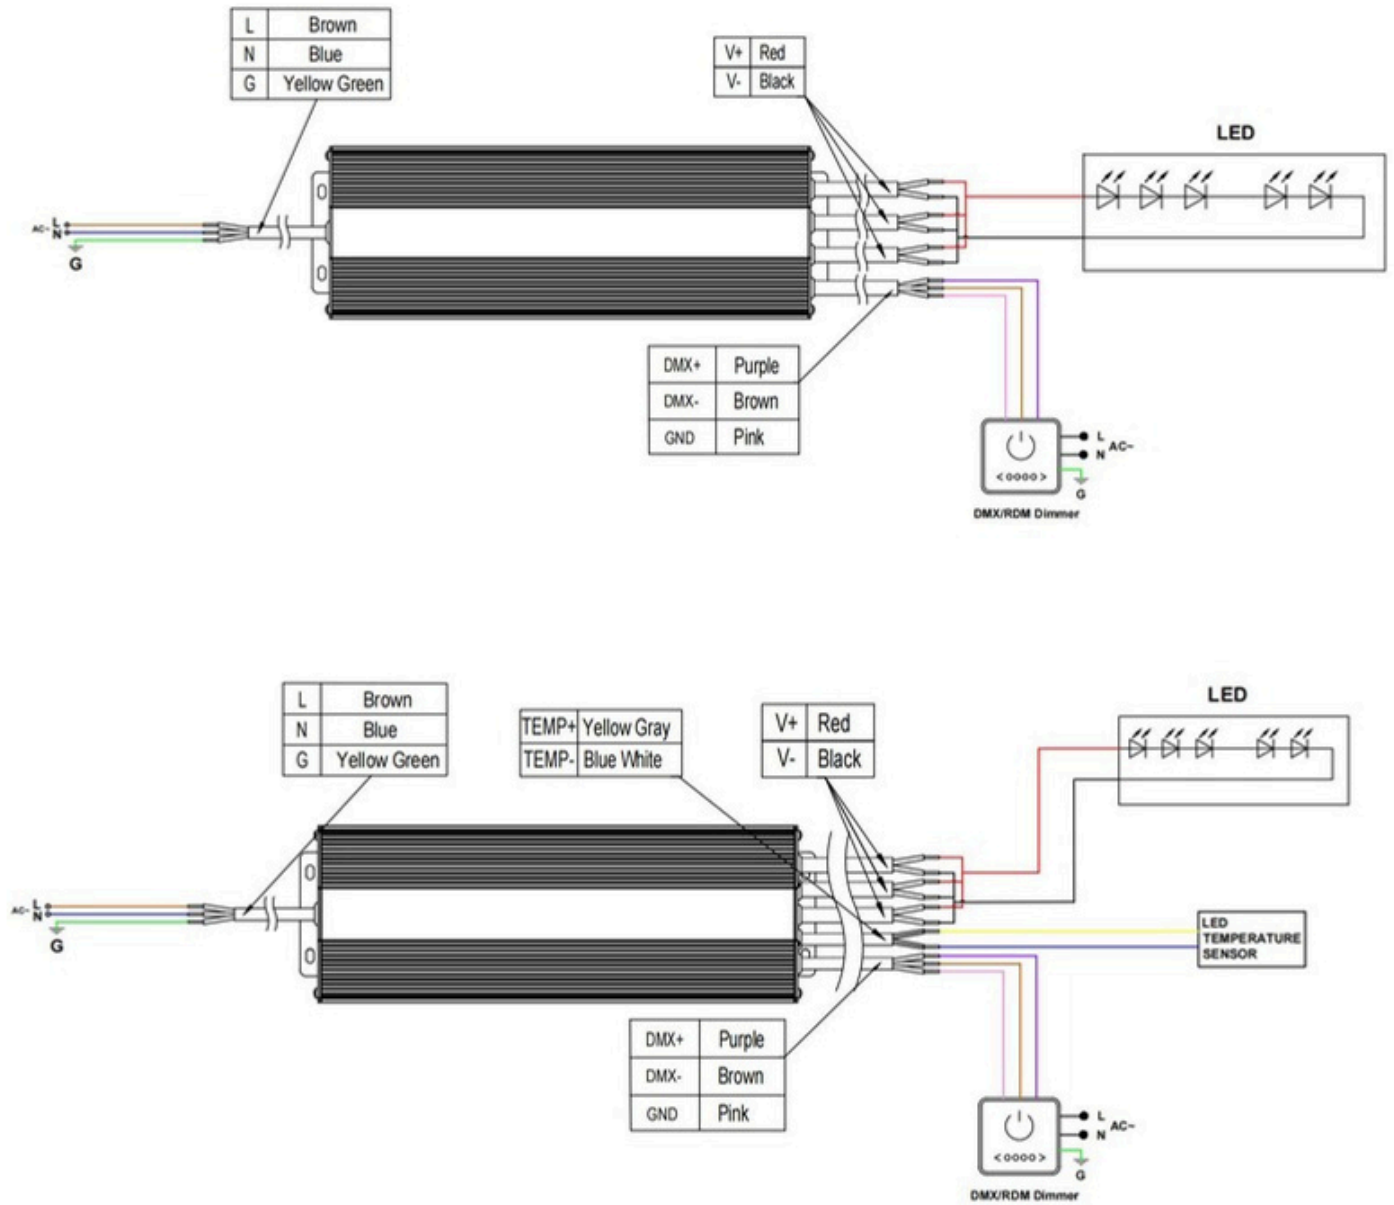 L Brown
N Blue
G Yellow Green
V+ Red
V- Black
LED
AC~ L
N
G
DMX+ Purple
DMX- Brown
GND Pink
L
AC~
N
G
< 0000 >
DMX/RDM Dimmer
L Brown
N Blue
G Yellow Green
TEMP+ Yellow Gray
TEMP- Blue White
V+ Red
V- Black
LED
AC~ L
N
G
LED
TEMPERATURE
SENSOR
DMX+ Purple
DMX- Brown
GND Pink
L
AC~
N
G
< 0000 >
DMX/RDM Dimmer